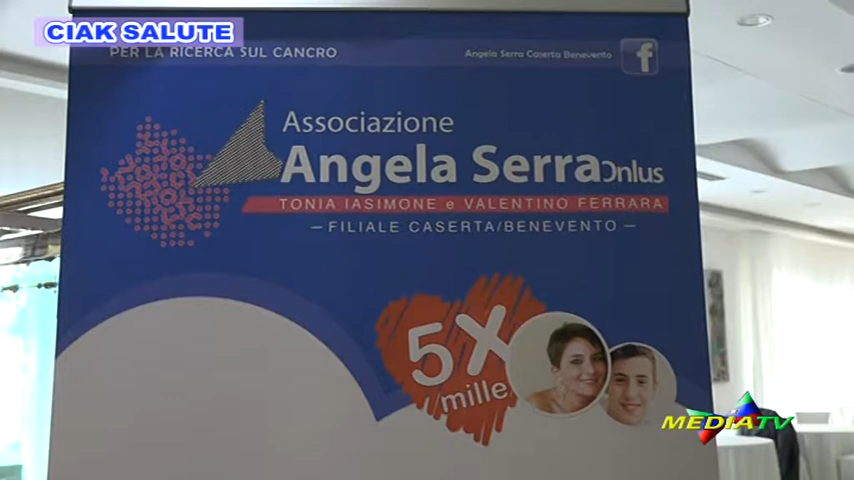 CIAK SALUTE
PER LA RICERCA SUL CANCRO
Angela Serra Caserta Benevento
f
Associazione
Angela Serra Onlus
TONIA IASIMONE e VALENTINO FERRARA
— FILIALE CASERTA/BENEVENTO —
5X
mille
MEDIATV